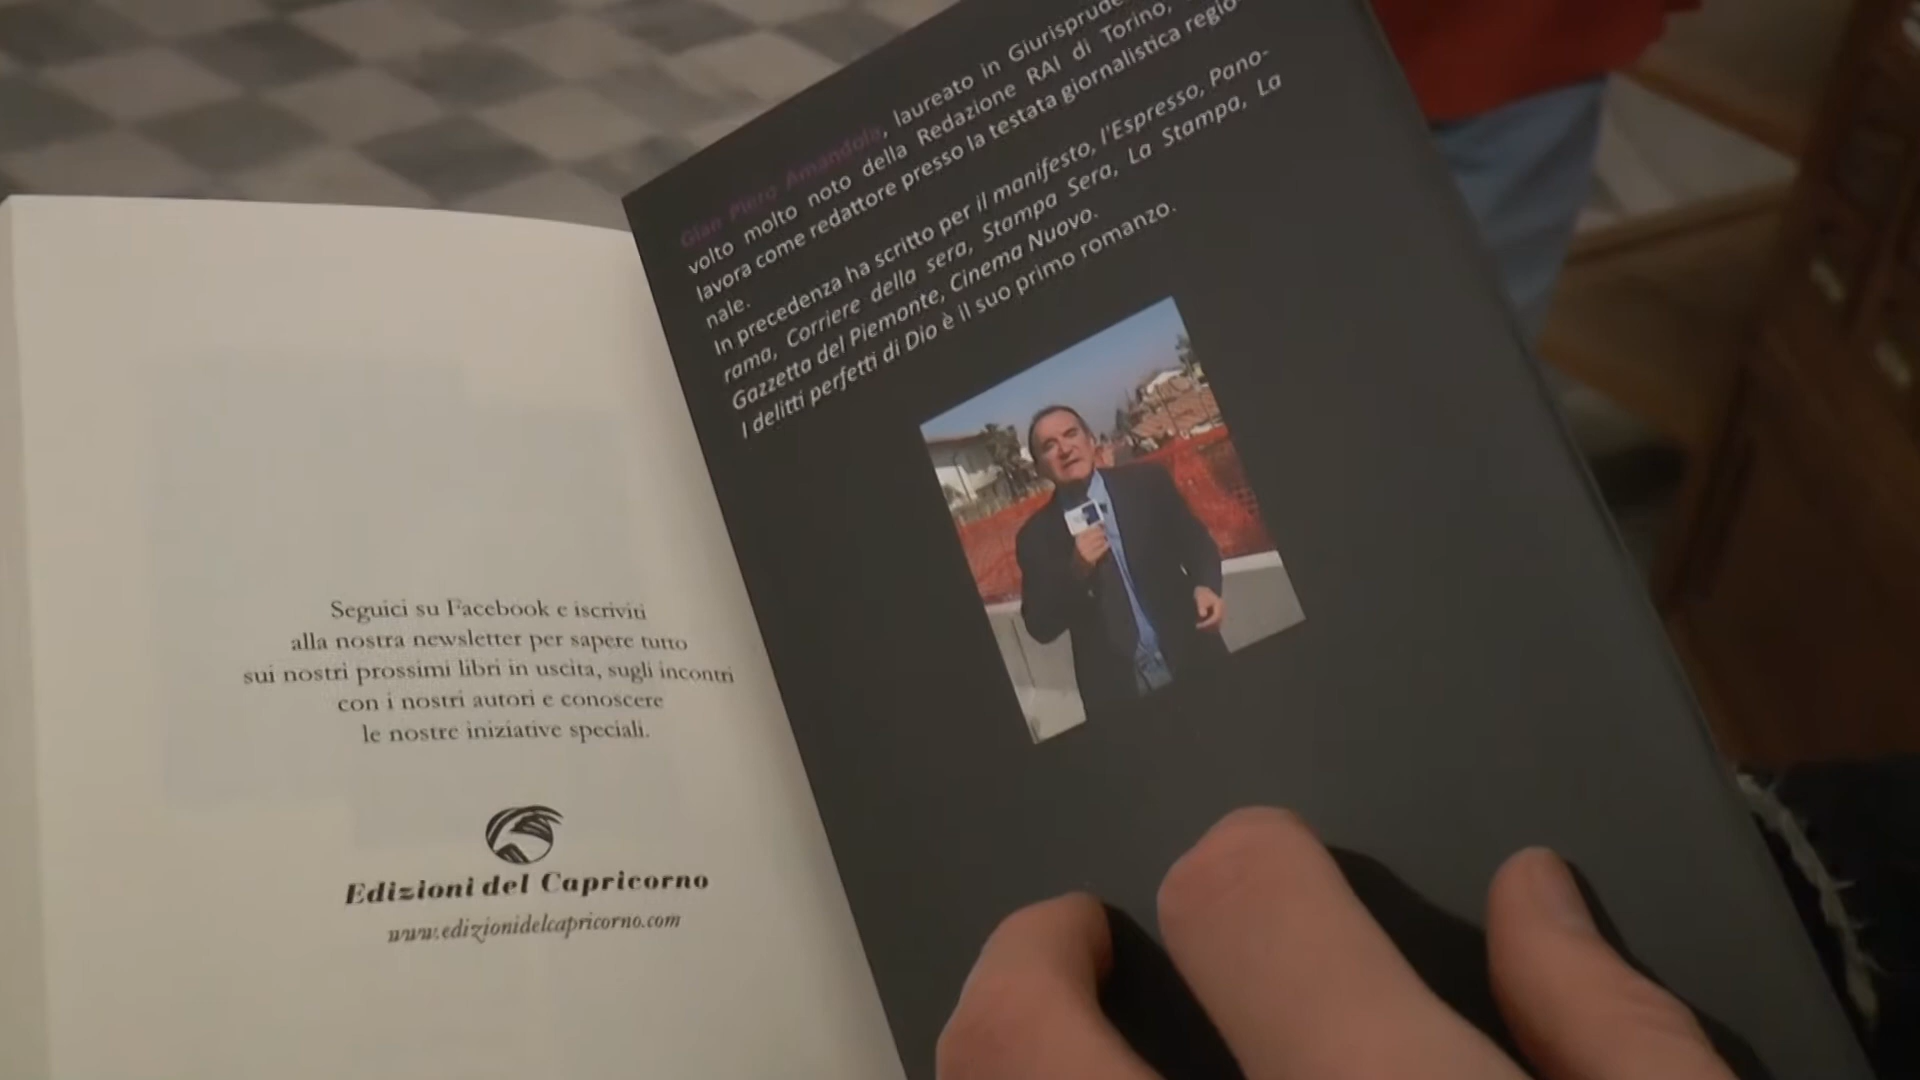 Gian Piero Amandola, laureato in Giurisprude
volto molto noto della Redazione RAI di Torino,
lavora come redattore presso la testata giornalistica regio-
nale.
In precedenza ha scritto per il manifesto, l'Espresso, Pano-
rama, Corriere della sera, Stampa Sera, La Stampa, La
Gazzetta del Piemonte, Cinema Nuovo.
I delitti perfetti di Dio è il suo primo romanzo.
Seguici su Facebook e iscriviti
alla nostra newsletter per sapere tutto
sui nostri prossimi libri in uscita, sugli incontri
con i nostri autori e conoscere
le nostre iniziative speciali.
Edizioni del Capricorno
www.edizionidelcapricorno.com